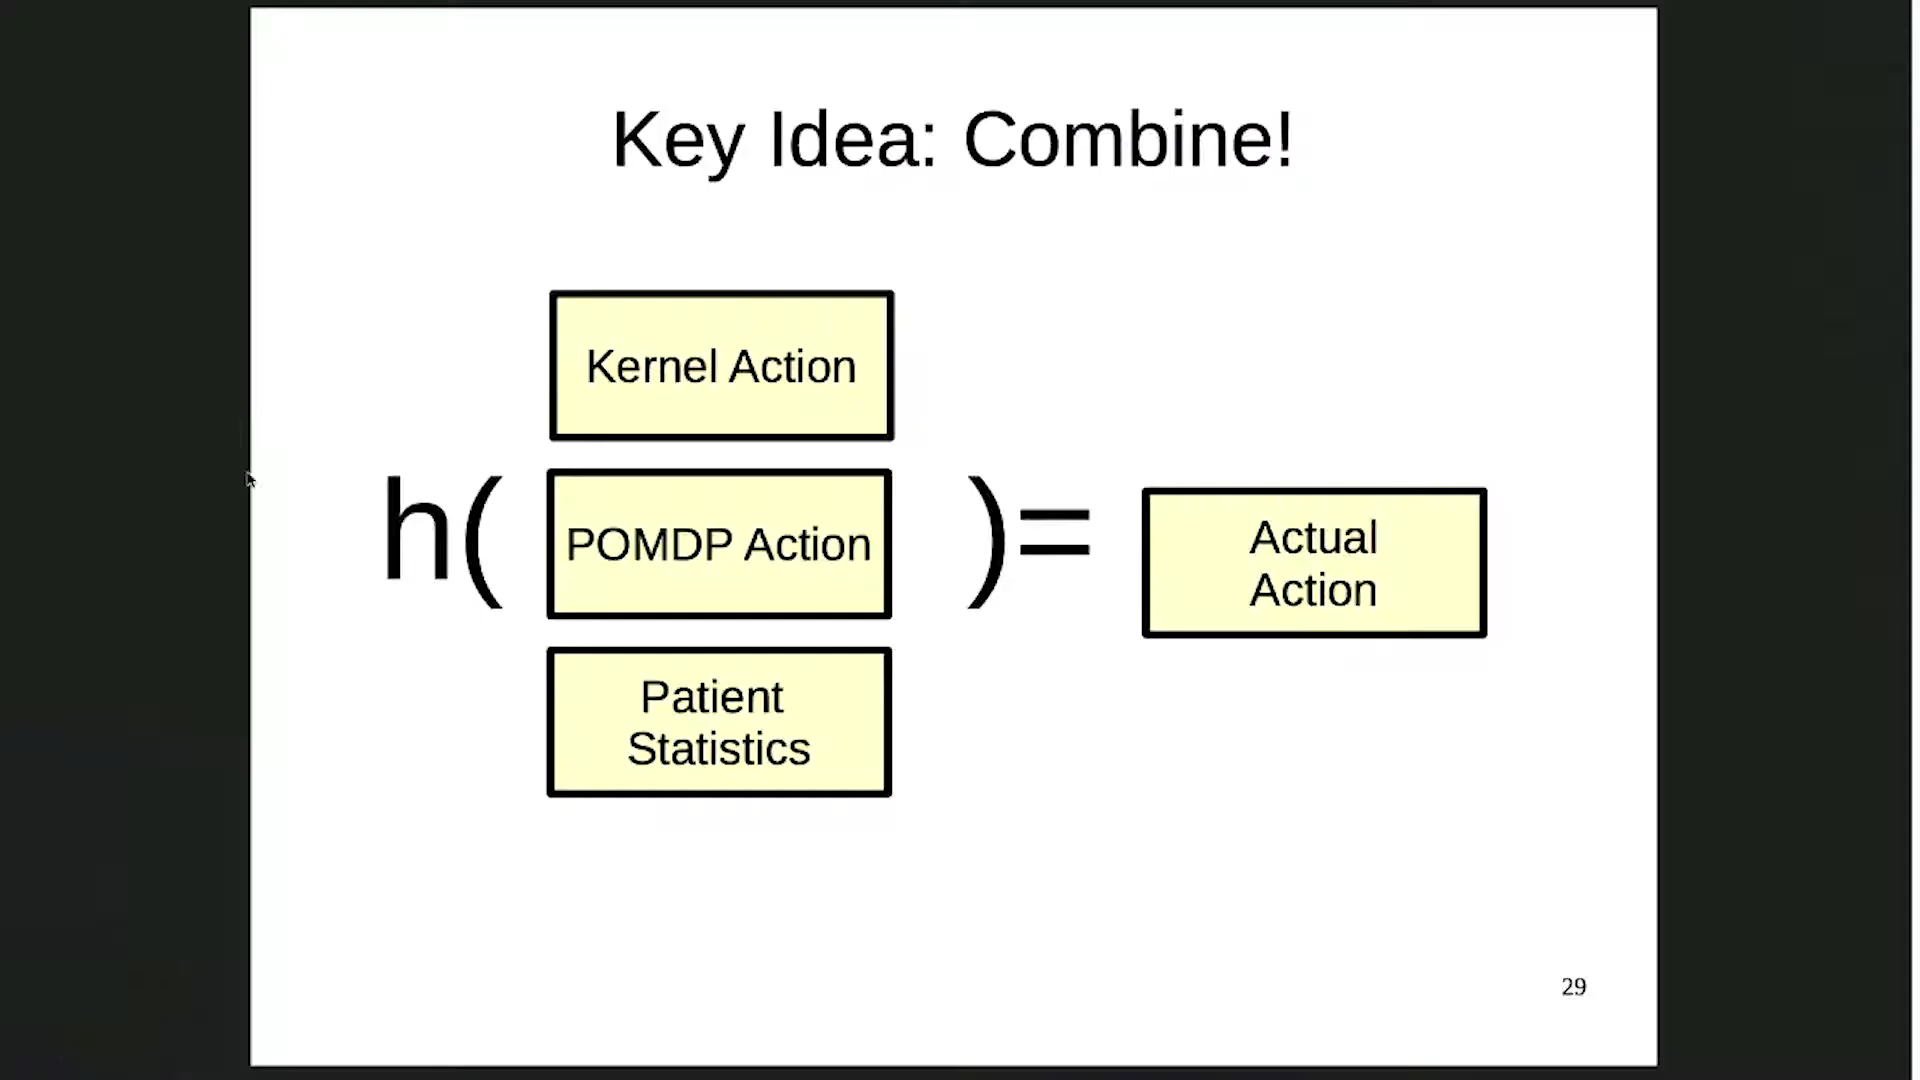 Key Idea: Combine!
Kernel Action
h(
POMDP Action
)=
Actual
Action
Patient
Statistics
29